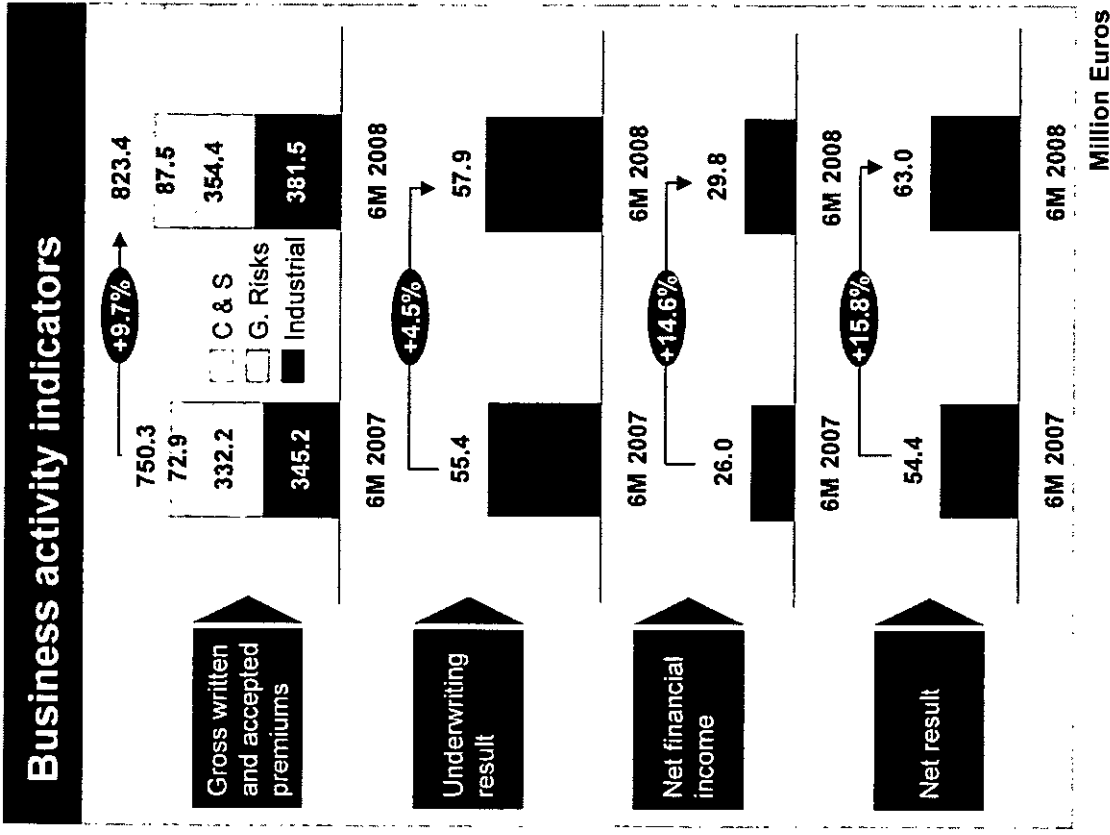 Business activity indicators
Gross written
and accepted
premiums
+9.7%
750.3
823.4
72.9
87.5
332.2
354.4
345.2
381.5
C & S
G. Risks
Industrial
6M 2007
6M 2008
Underwriting
result
+4.5%
55.4
57.9
6M 2007
6M 2008
Net financial
income
+14.6%
26.0
29.8
6M 2007
6M 2008
Net result
+15.8%
54.4
63.0
6M 2007
6M 2008
Million Euros